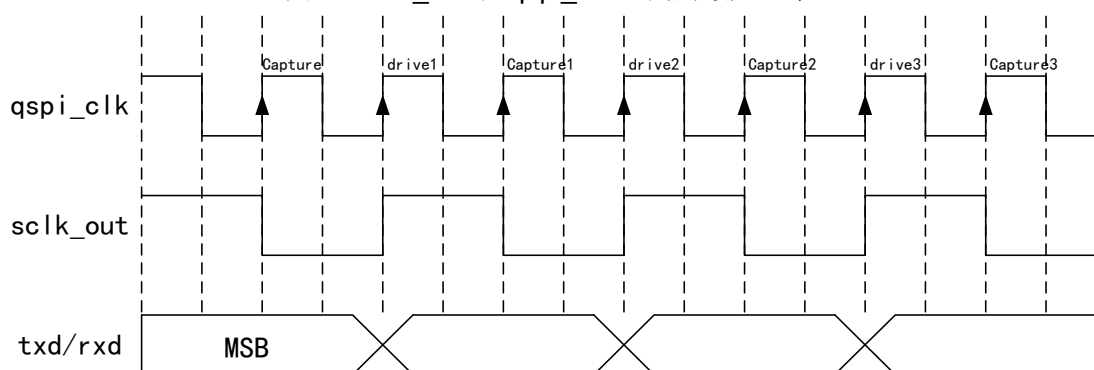 Capture drive1 Capture1 drive2 Capture2 drive3 Capture3
qspi_clk
sclk_out
txd/rxd MSB